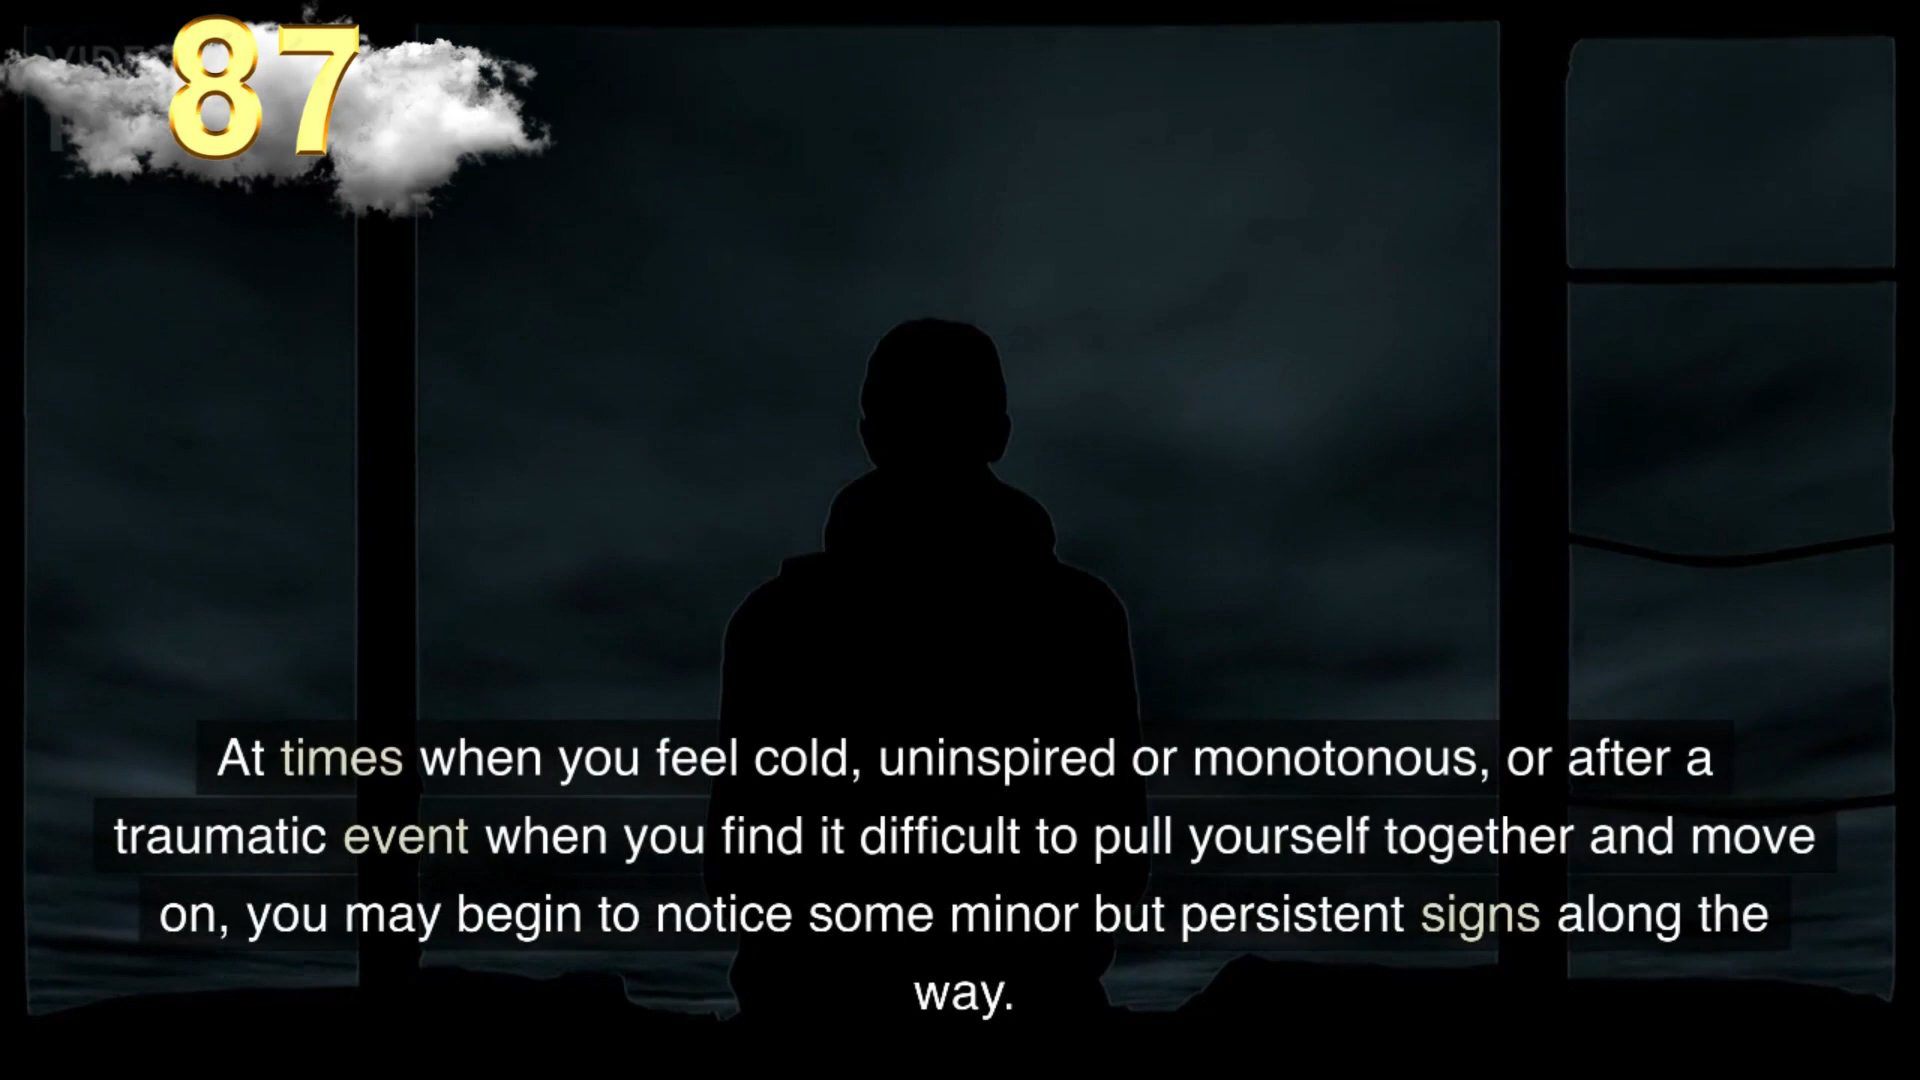 87
At times when you feel cold, uninspired or monotonous, or after a
traumatic event when you find it difficult to pull yourself together and move
on, you may begin to notice some minor but persistent signs along the
way.